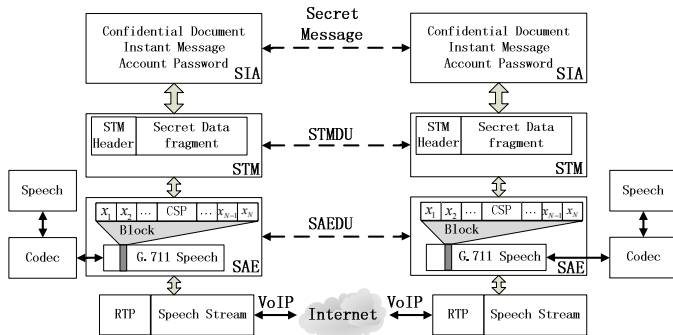 Secret
Message
Confidential Document
Instant Message
Account Password
SIA
Confidential Document
Instant Message
Account Password
SIA
STM
Header
Secret Data
fragment
STM
STMDU
STM
Header
Secret Data
fragment
STM
Speech
Codec
x1 x2 ... CSP ... xN-1 xN
Block
G.711 Speech
SAE
SAEDU
x1 x2 ... CSP ... xN-1 xN
Block
G.711 Speech
SAE
Speech
Codec
RTP
Speech Stream
VoIP
Internet
VoIP
RTP
Speech Stream